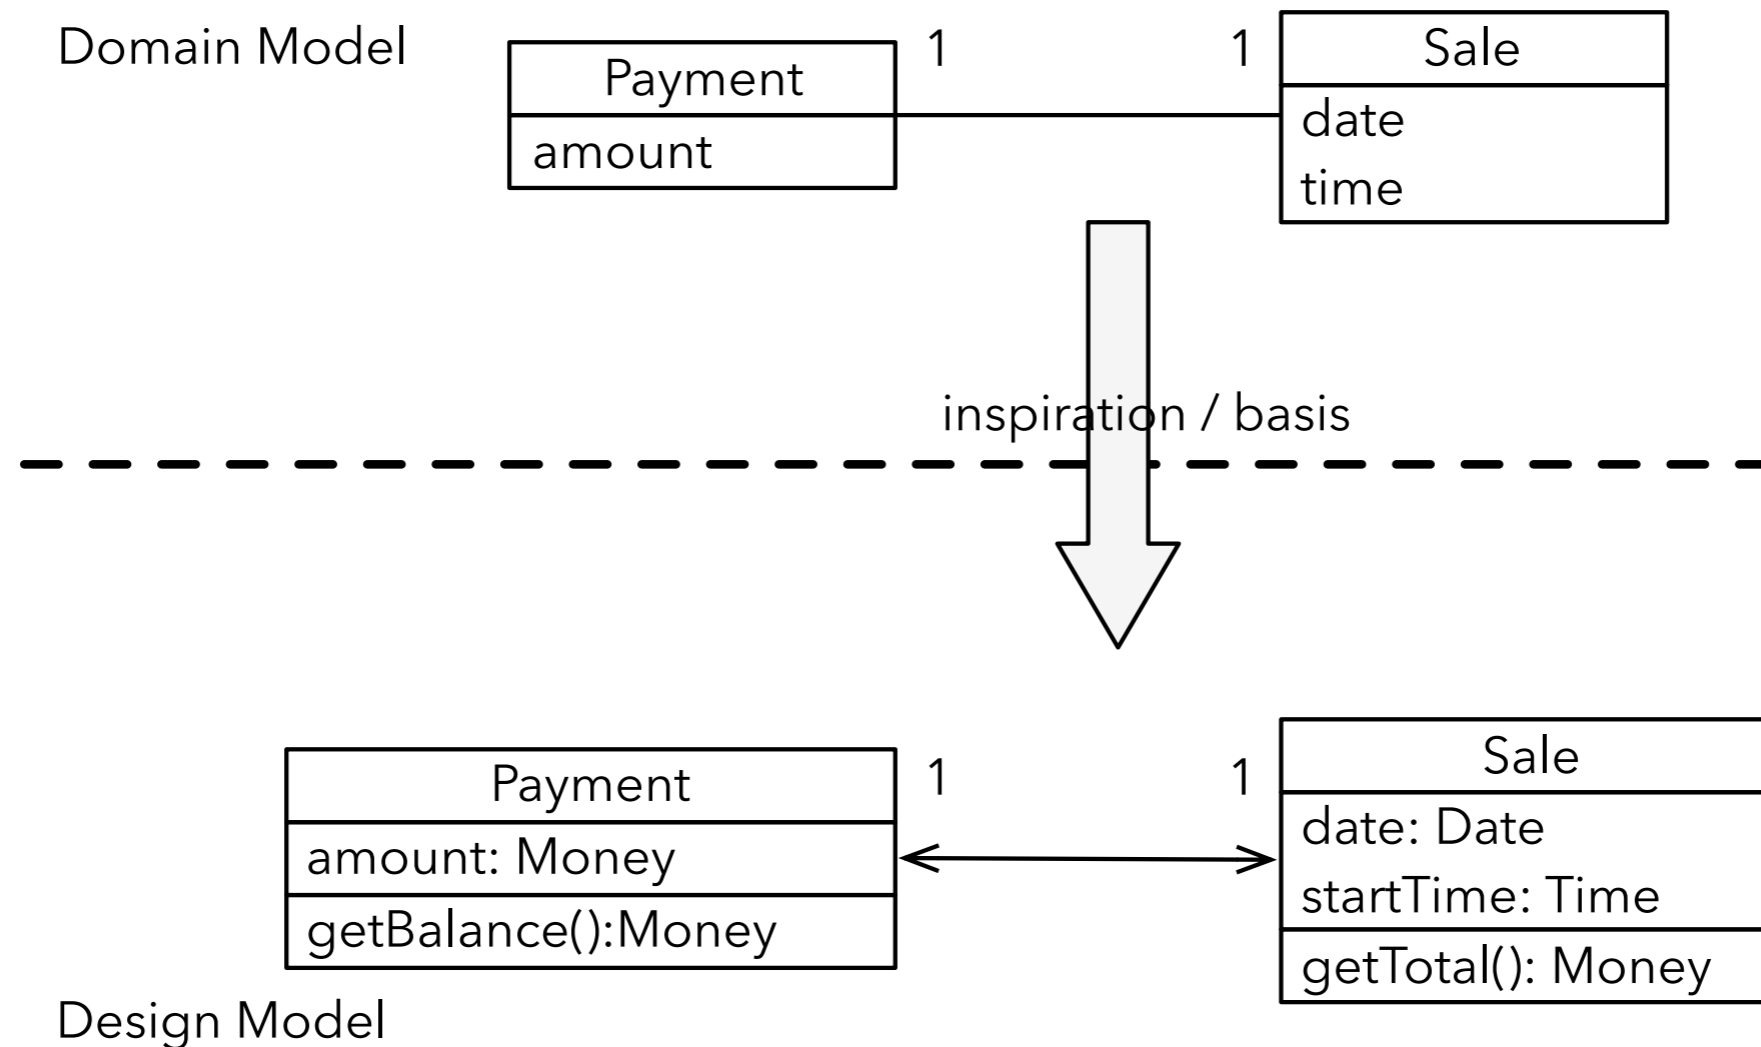 Domain Model
Payment
amount
1
1
Sale
date
time
inspiration / basis
Payment
amount: Money
getBalance():Money
1
1
Sale
date: Date
startTime: Time
getTotal(): Money
Design Model